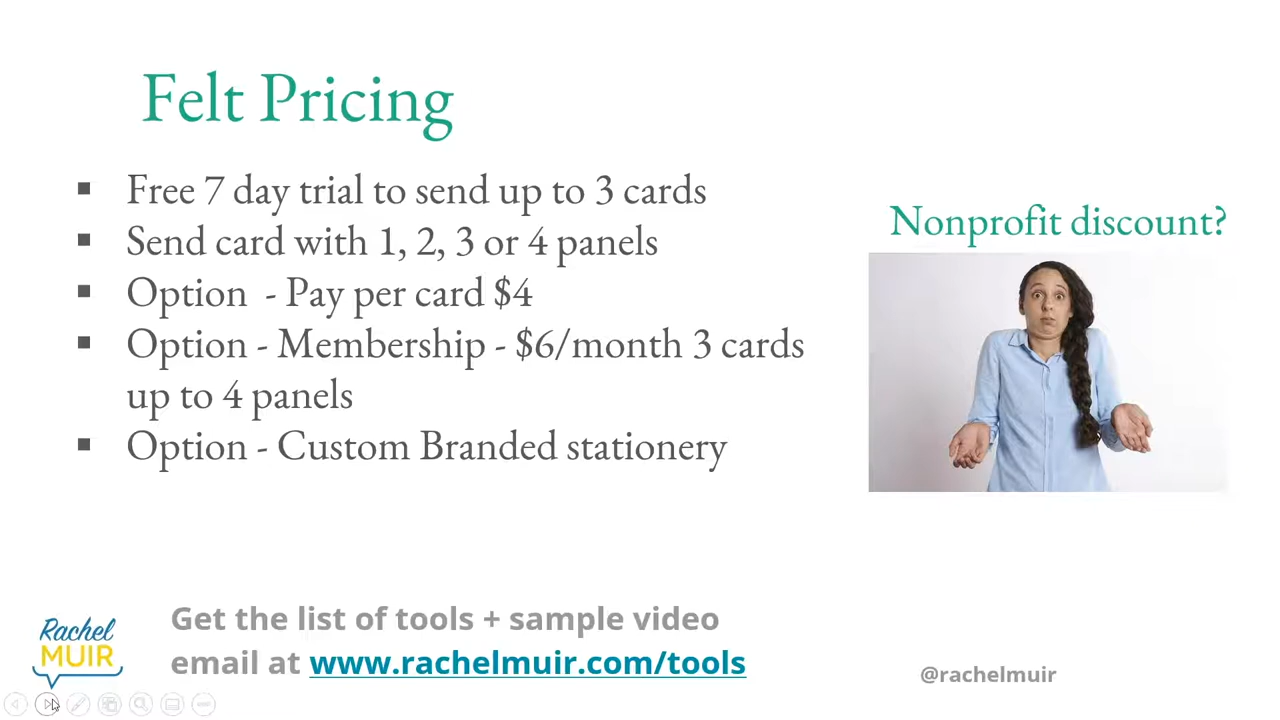 Felt Pricing
Free 7 day trial to send up to 3 cards
Send card with 1, 2, 3 or 4 panels
Option - Pay per card $4
Option - Membership - $6/month 3 cards
up to 4 panels
Option - Custom Branded stationery
Nonprofit discount?
Get the list of tools + sample video
email at www.rachelmuir.com/tools
Rachel
MUIR
@rachelmuir